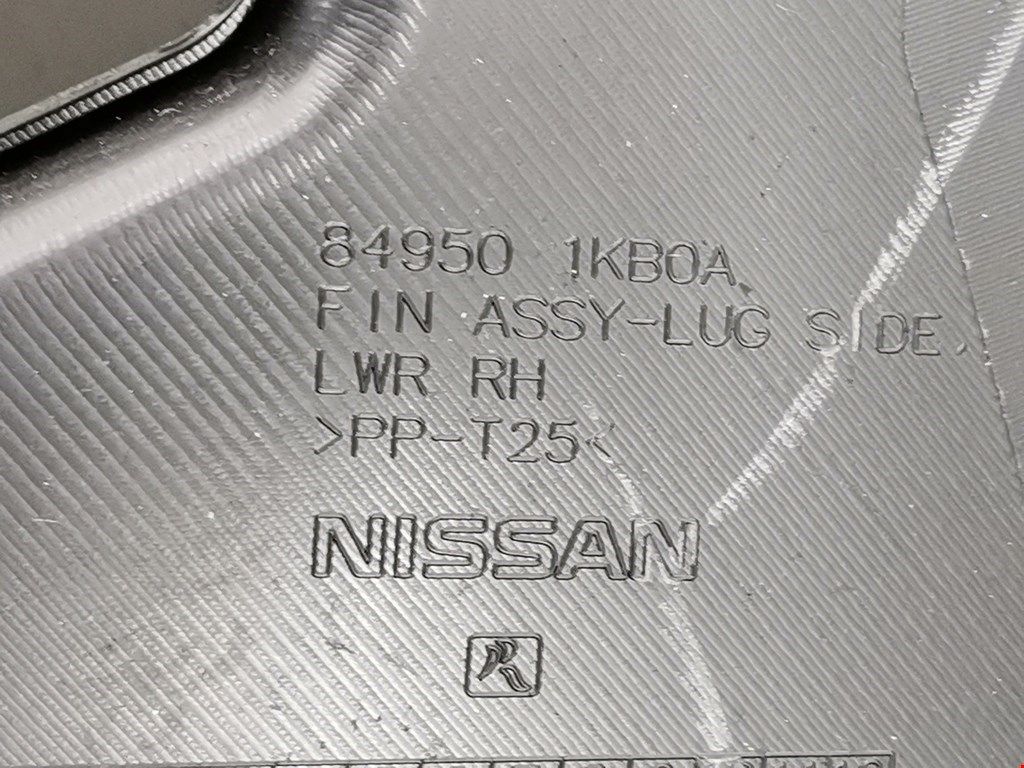 84950 1KB0A
FIN ASSY-LUG SIDE.
LWR RH
>PP-T25<
NISSAN
R